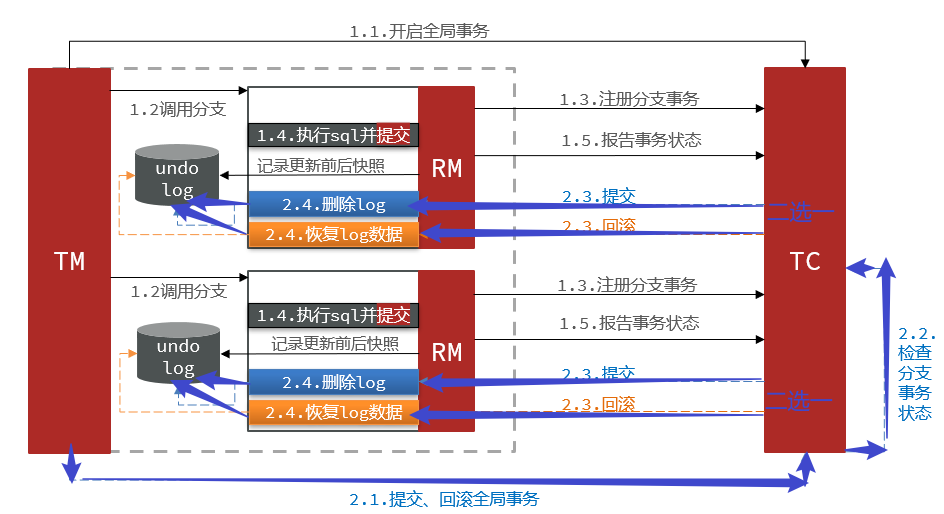 1.1.开启全局事务
TM
1.2调用分支
1.3.注册分支事务
1.4.执行sql并提交
1.5.报告事务状态
undo
log
记录更新前后快照
RM
2.4.删除log
2.3.提交
2.4.恢复log数据
2.3.回滚
TC
1.2调用分支
1.3.注册分支事务
1.4.执行sql并提交
1.5.报告事务状态
undo
log
记录更新前后快照
RM
2.4.删除log
2.3.提交
2.4.恢复log数据
2.3.回滚
2.2.
检查
分支
事务
状态
2.1.提交、回滚全局事务